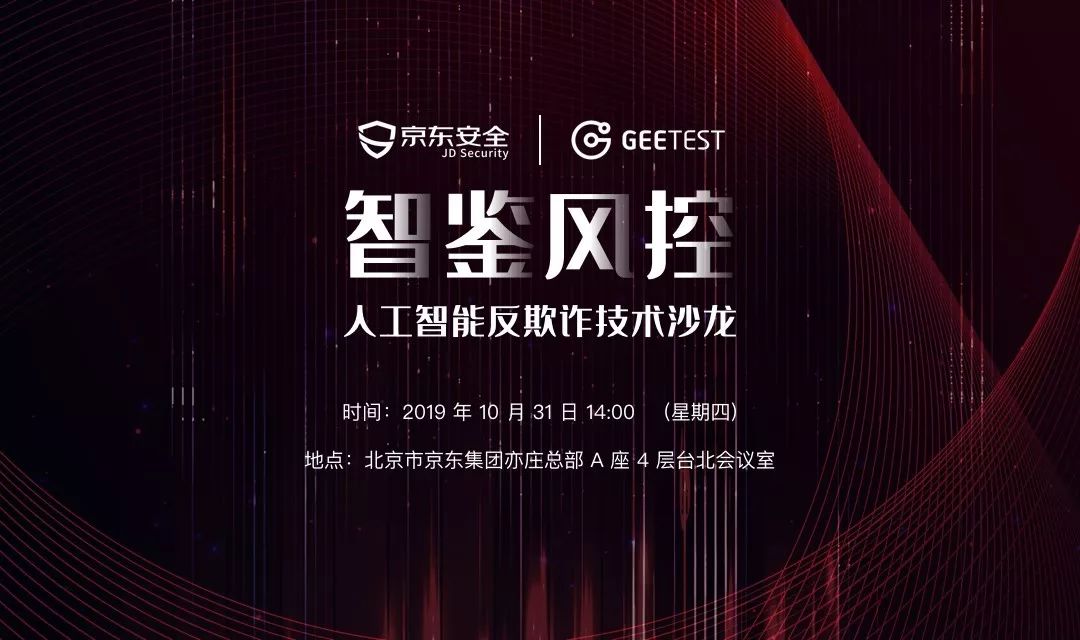 京东安全 JD Security | GEETEST
智鉴风控
人工智能反欺诈技术沙龙
时间：2019 年 10 月 31 日 14:00 （星期四）
地点：北京市京东集团亦庄总部 A 座 4 层台北会议室